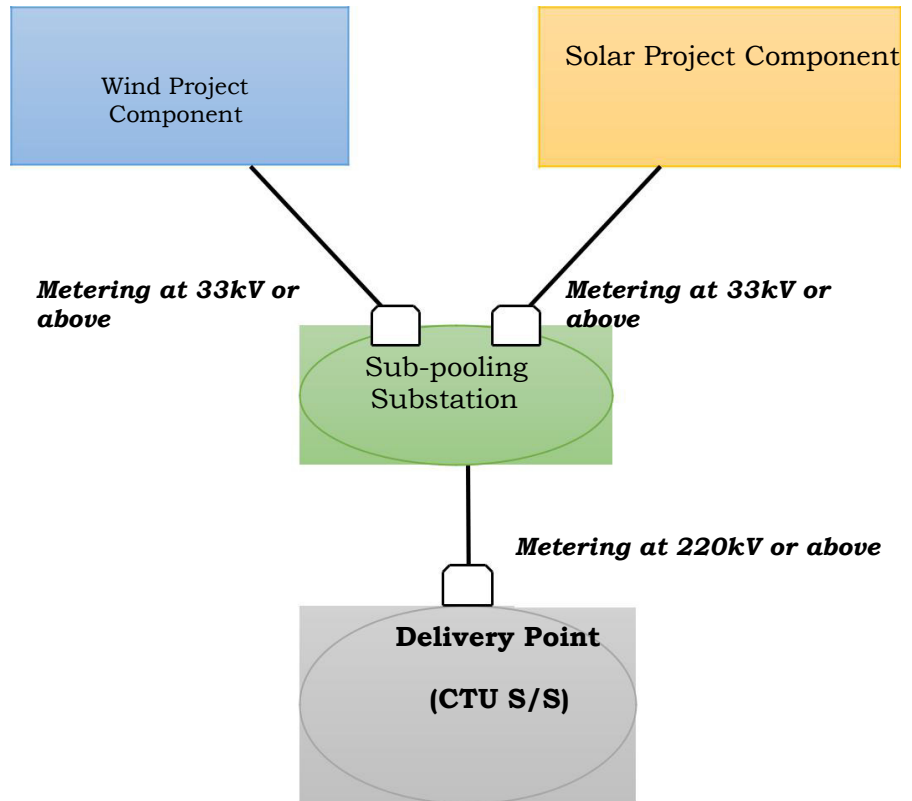 Wind Project
Component
Solar Project Component
Metering at 33kV or
above
Metering at 33kV or
above
Sub-pooling
Substation
Metering at 220kV or above
Delivery Point
(CTU S/S)